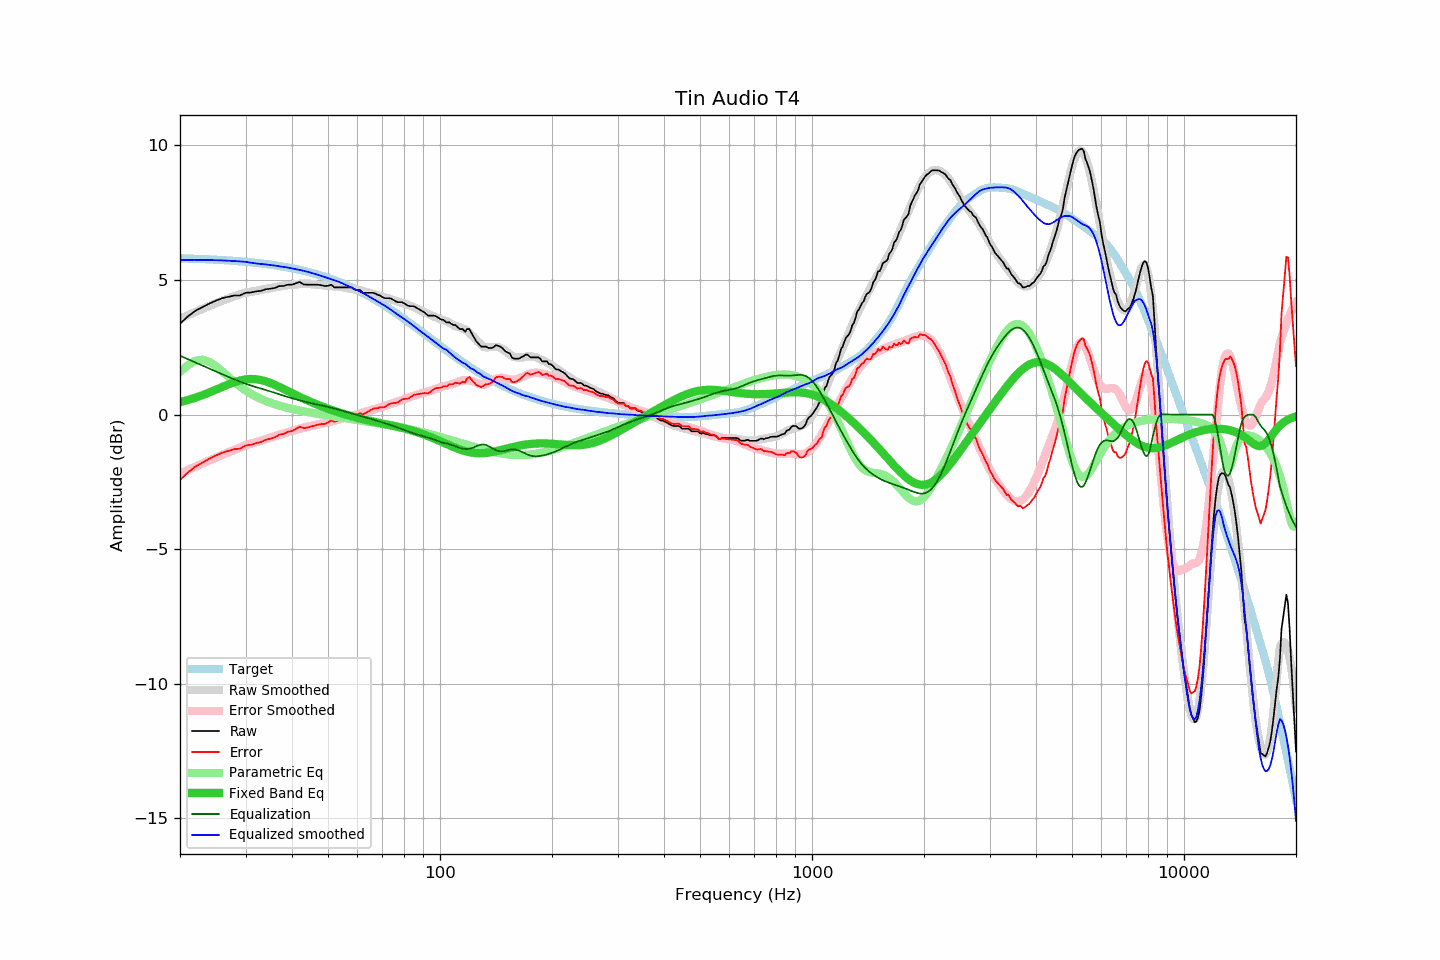 Tin Audio T4
Amplitude (dBr)
10
5
0
−5
−10
−15
Target
Raw Smoothed
Error Smoothed
Raw
Error
Parametric Eq
Fixed Band Eq
Equalization
Equalized smoothed
100
1000
10000
Frequency (Hz)